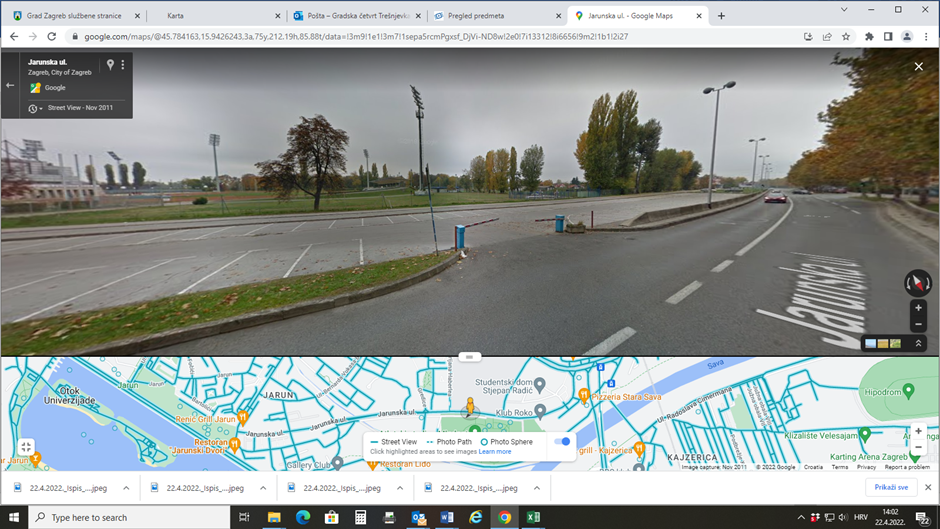 Grad Zagreb službene stranice
Karta
Pošta – Gradska četvrt Trešnjevk
Pregled predmeta
Jarunska ul. - Google Maps
google.com/maps/@45.784163,15.9426243,3a,75y,212.19h,85.88t/data=!3m9!1e1!3m7!1sepa5rcmPgxsf_DjVi-ND8w!2e0!7i13312!8i6656!9m2!1b1!2i27
Jarunska ul.
Zagreb, City of Zagreb
Google
Street View - Nov 2011
Jarunska ul
Otok
Univerzijade
Jarun
JARUN
Jarunska ul.
Renić Grill Jarun
Restoran
Jarunski Dvori
Jarunska ul.
Gallery Club
Restoran Lido
Studentski dom
Stjepan Radić
Klub Roko
Pizzeria Stara Sava
Sava
Ul. Radoslava Cimermana
Hipodrom
Klizalište Velesajam
Karting Arena Zagreb
grill - Kajzerica
KAJZERICA
Street View
Photo Path
Photo Sphere
Click highlighted areas to see images Learn more
Image capture: Nov 2011 © 2022 Google Croatia Terms Privacy Report a problem
22.4.2022._Ispis_....jpeg
22.4.2022._Ispis_....jpeg
22.4.2022._Ispis_....jpeg
22.4.2022._Ispis_....jpeg
Prikaži sve
Type here to search
HRV
14:02
22.4.2022.
22